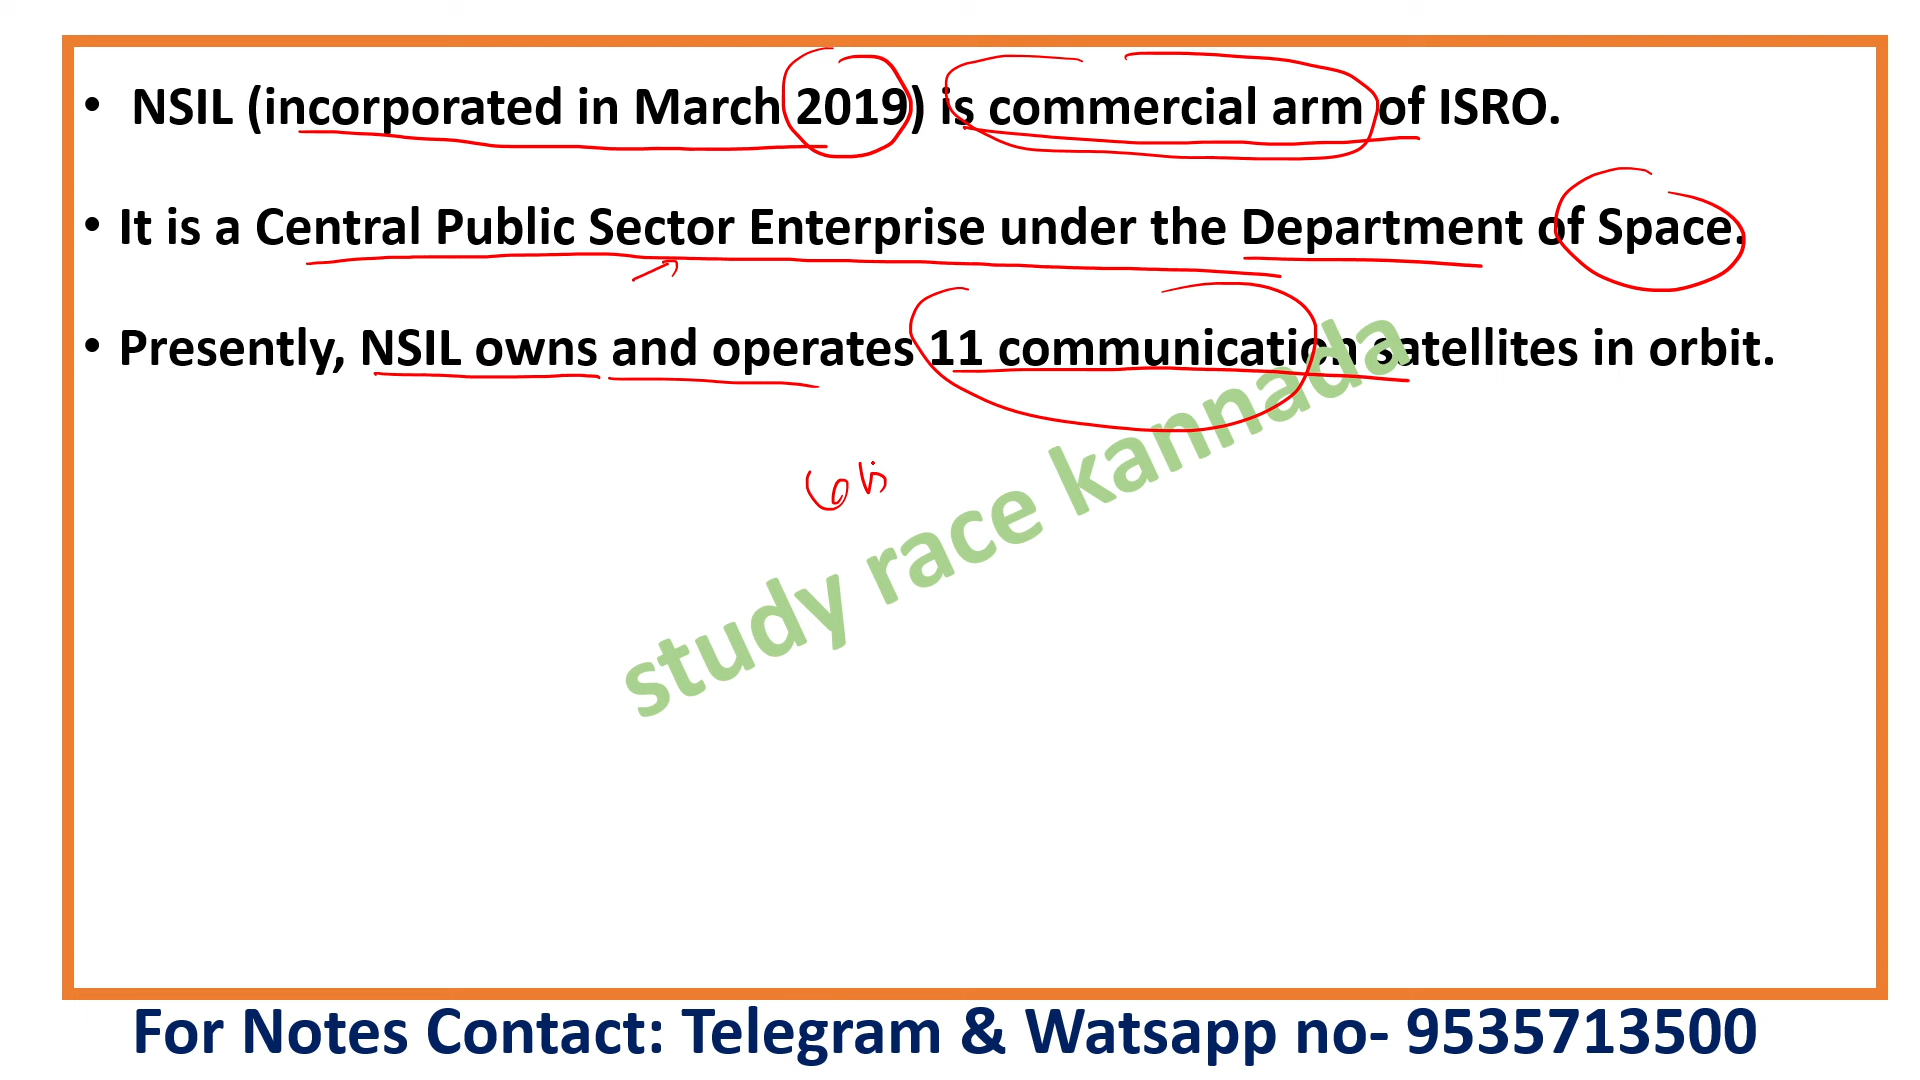 • NSIL (incorporated in March 2019) is commercial arm of ISRO.
• It is a Central Public Sector Enterprise under the Department of Space.
• Presently, NSIL owns and operates 11 communication satellites in orbit.
study race kannada
For Notes Contact: Telegram & Watsapp no- 9535713500